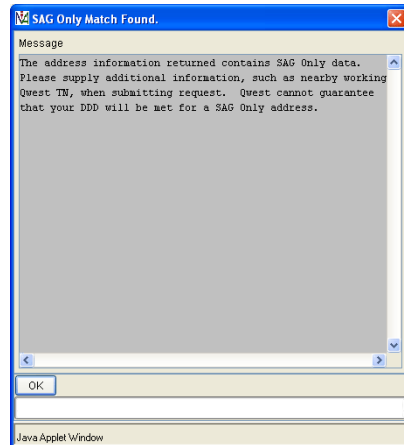 SAG Only Match Found.
Message
The address information returned contains SAG Only data.
Please supply additional information, such as nearby working
Qwest TN, when submitting request. Qwest cannot guarantee
that your DDD will be met for a SAG Only address.
OK
Java Applet Window